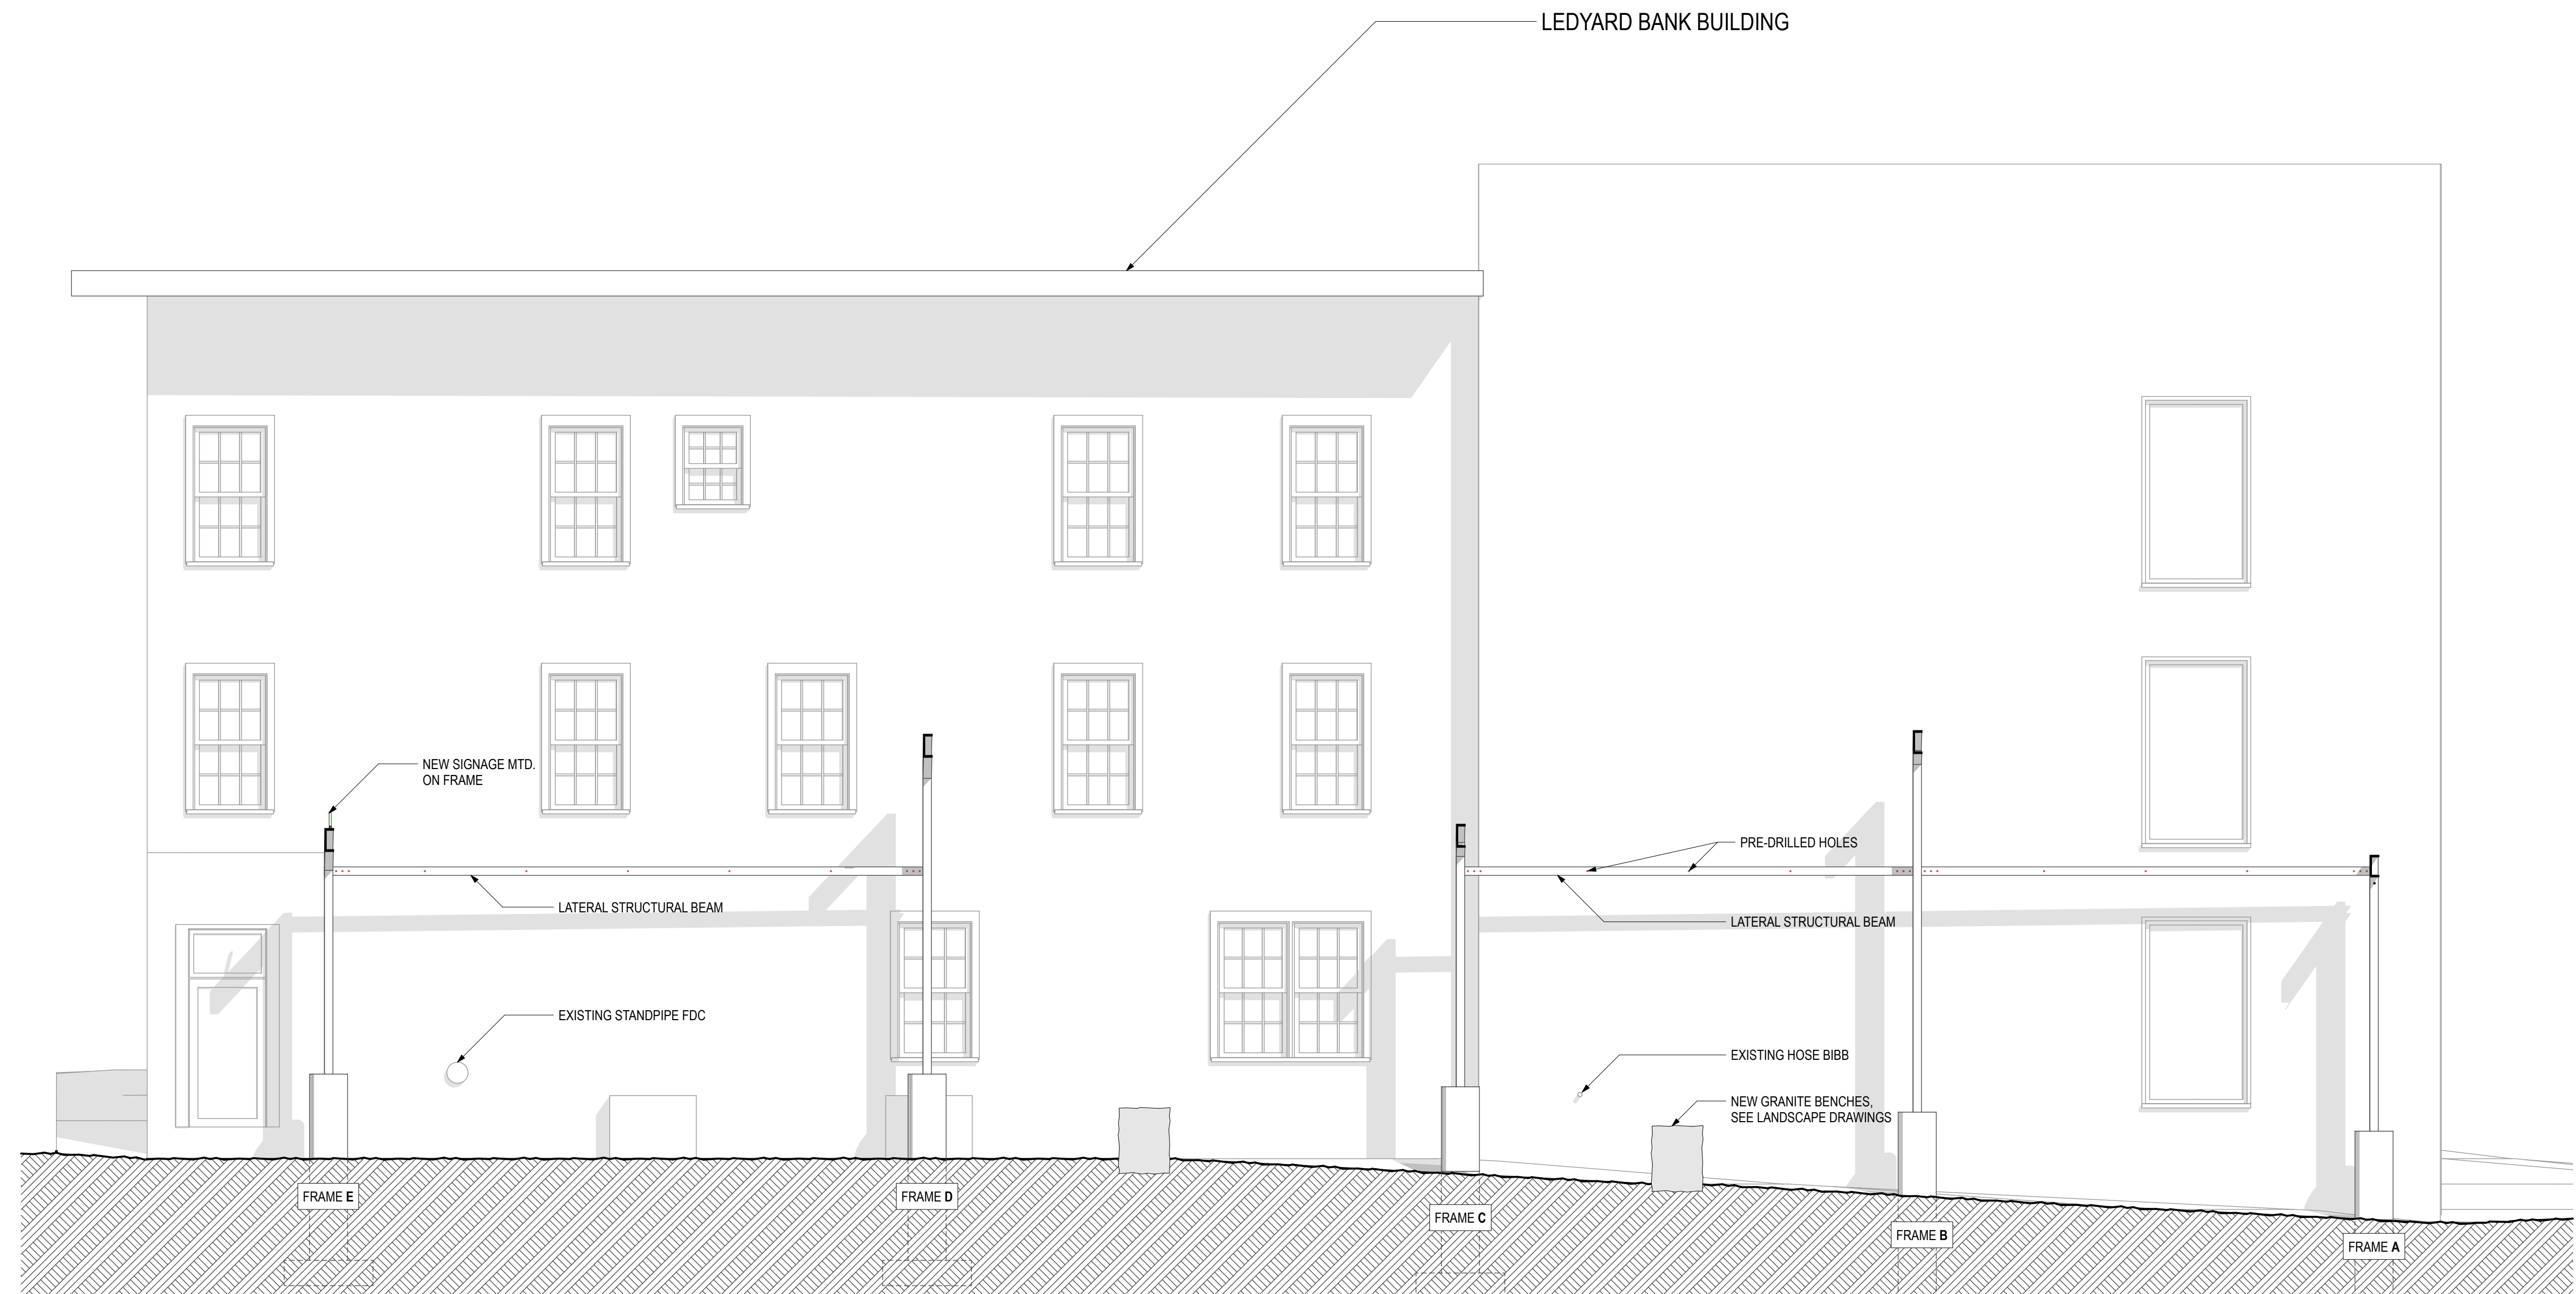 LEDYARD BANK BUILDING
NEW SIGNAGE MTD.
ON FRAME
PRE-DRILLED HOLES
LATERAL STRUCTURAL BEAM
LATERAL STRUCTURAL BEAM
EXISTING STANDPIPE FDC
EXISTING HOSE BIBB
NEW GRANITE BENCHES,
SEE LANDSCAPE DRAWINGS
FRAME E
FRAME D
FRAME C
FRAME B
FRAME A